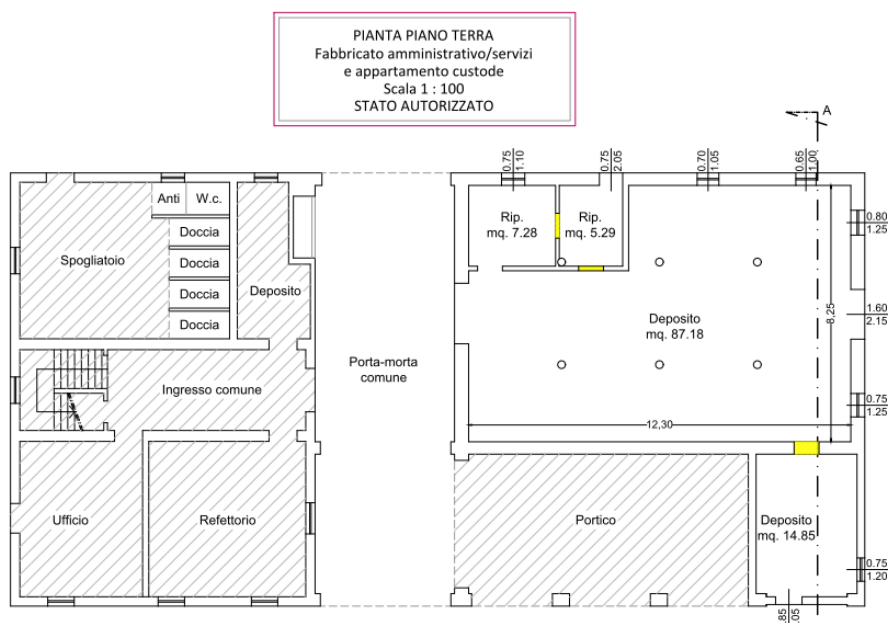 PIANTA PIANO TERRA
Fabbricato amministrativo/servizi
e appartamento custode
Scala 1 : 100
STATO AUTORIZZATO
A
0.75
1.10
0.75
2.05
0.70
1.05
0.65
1.00
Anti
W.c.
Doccia
Doccia
Doccia
Doccia
Spogliatoio
Deposito
Rip.
mq. 7.28
Rip.
mq. 5.29
0.80
1.25
1.60
2.15
8,25
Deposito
mq. 87.18
Porta-morta
comune
Ingresso comune
0.75
1.25
12,30
Ufficio
Refettorio
Portico
Deposito
mq. 14.85
0.75
1.20
.85
.05